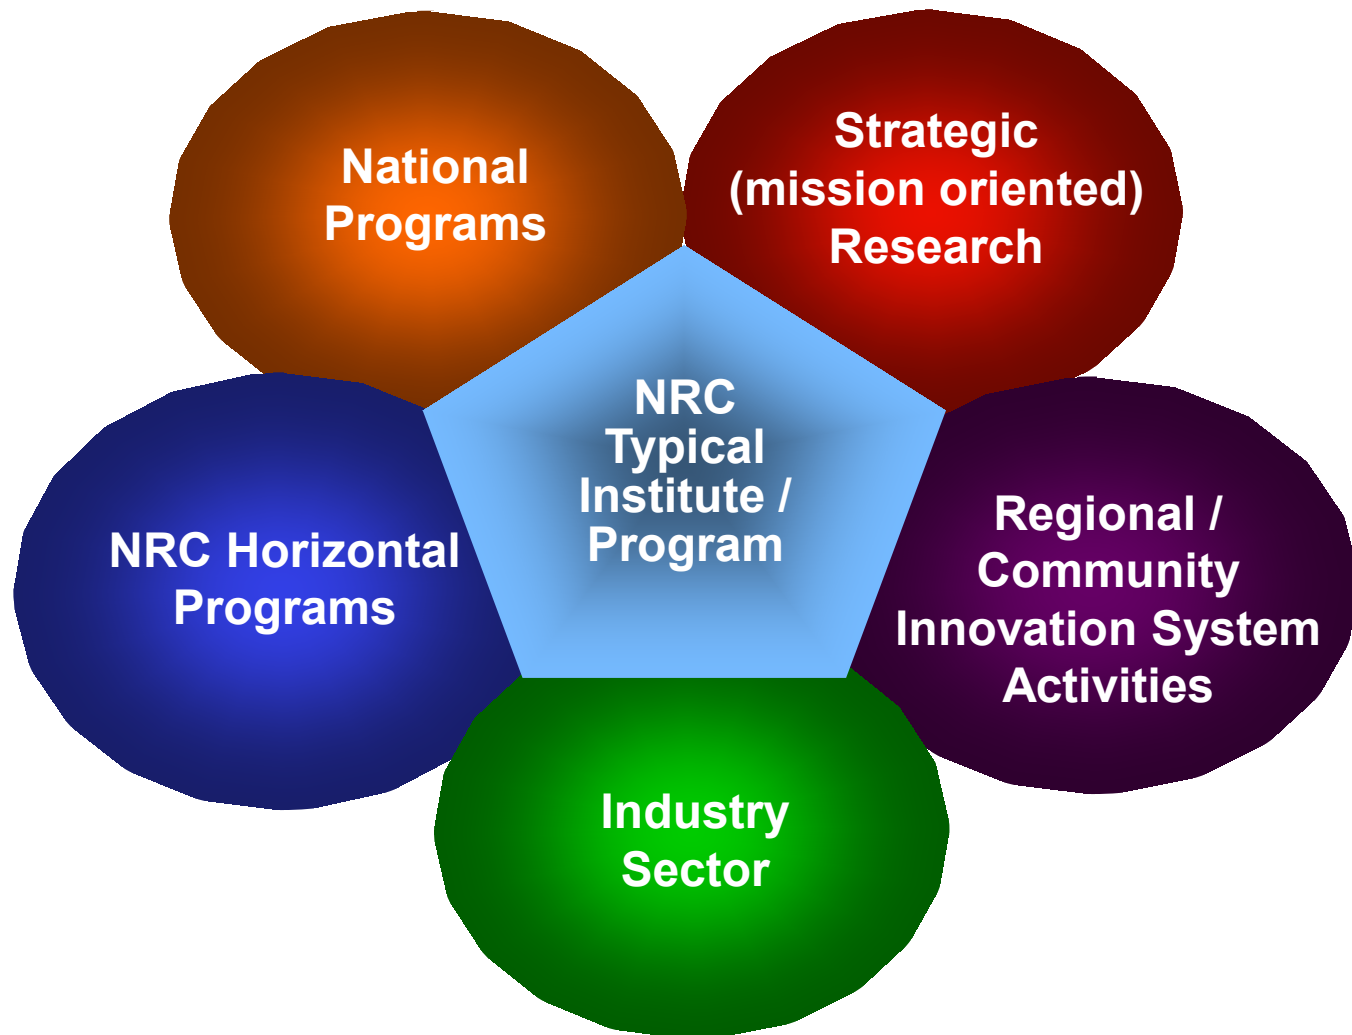 National
Programs
Strategic
(mission oriented)
Research
NRC
Typical
Institute /
Program
NRC Horizontal
Programs
Regional /
Community
Innovation System
Activities
Industry
Sector